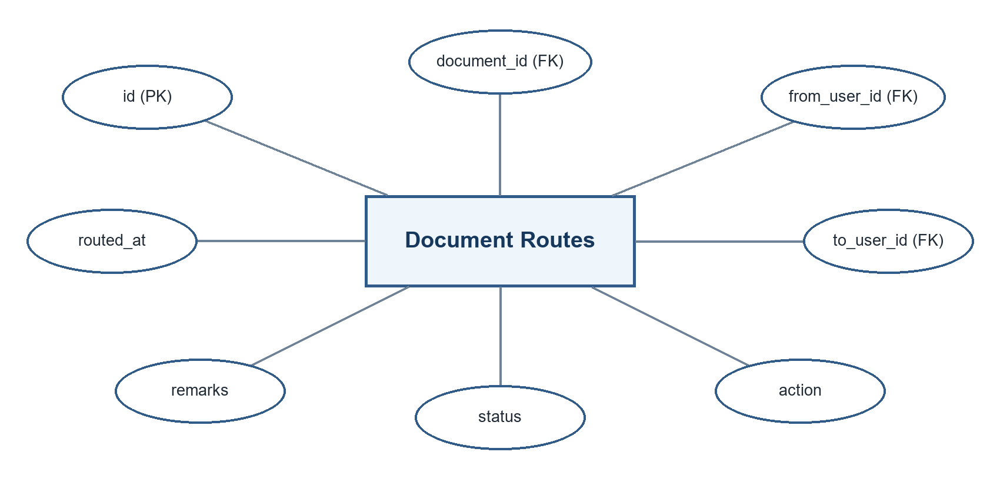 document_id (FK)
id (PK)
from_user_id (FK)
routed_at
Document Routes
to_user_id (FK)
remarks
status
action